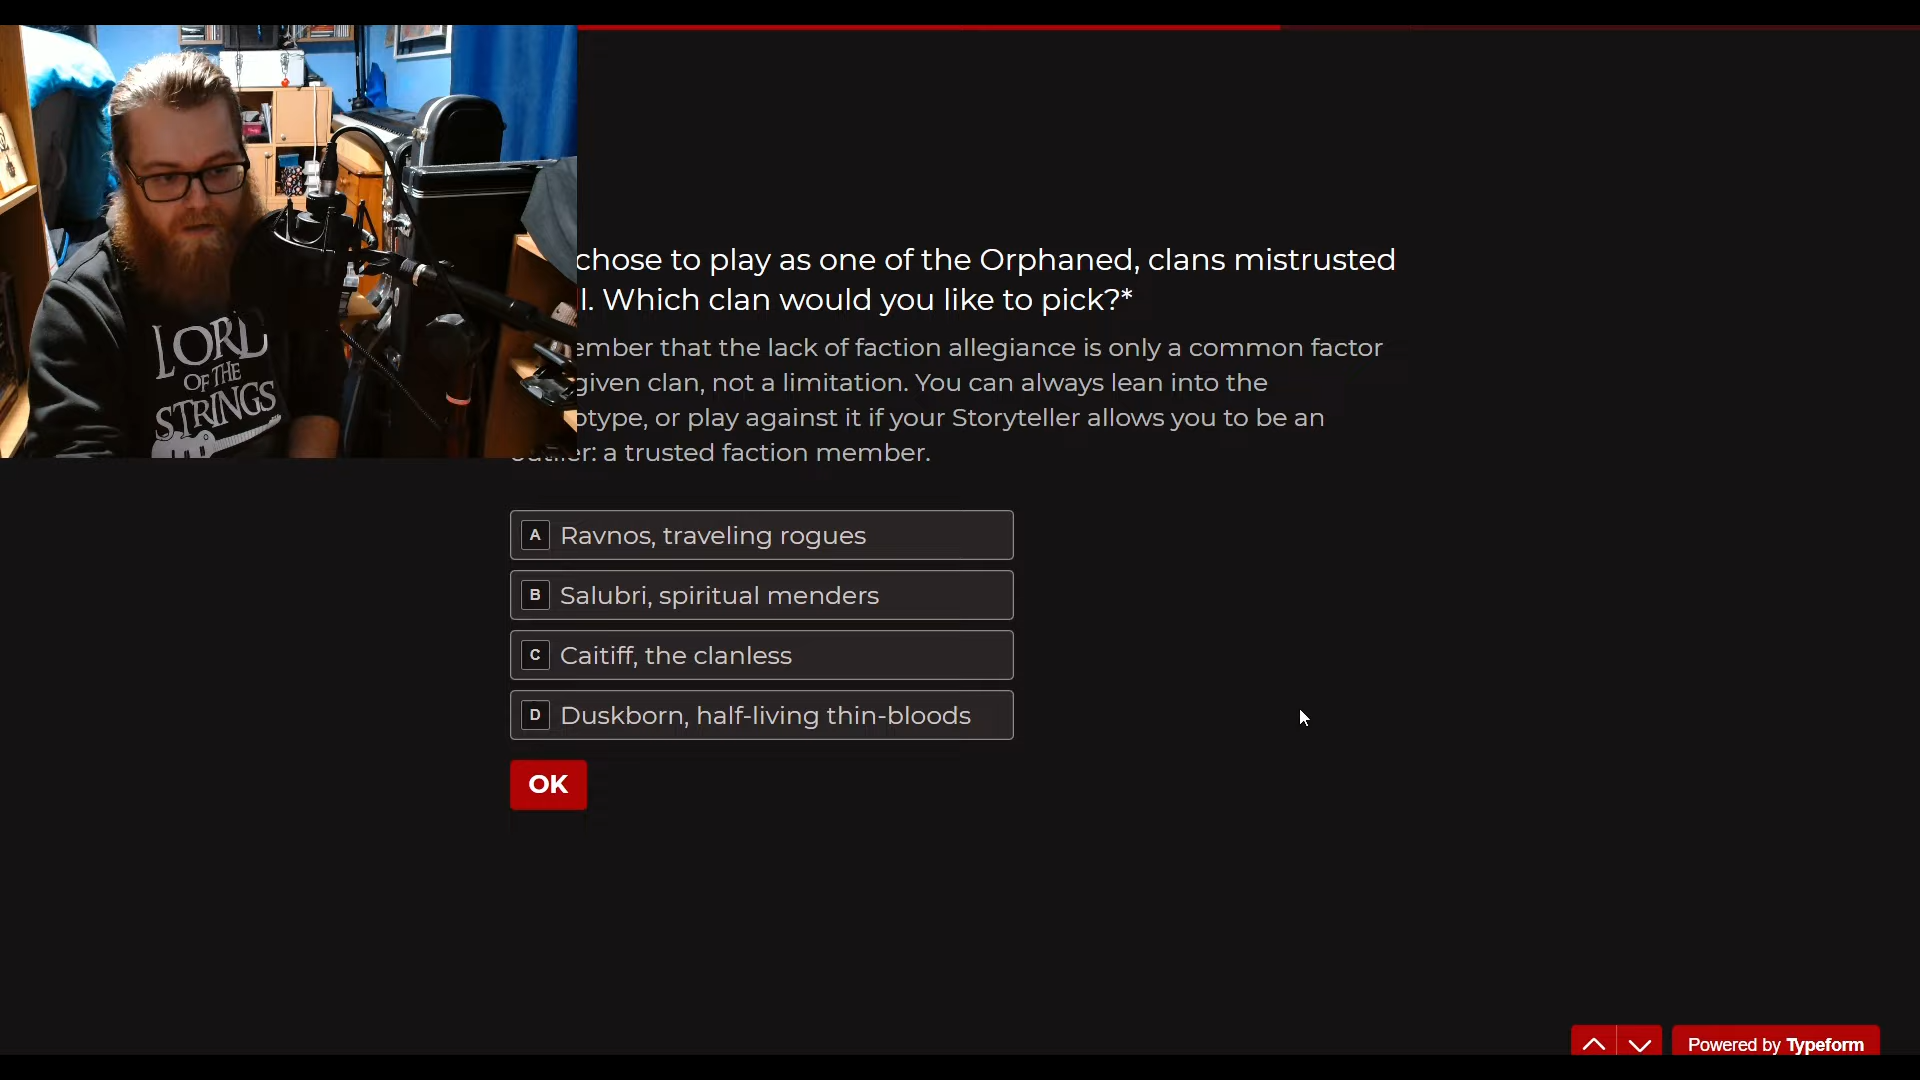 chose to play as one of the Orphaned, clans mistrusted
l. Which clan would you like to pick?*
ember that the lack of faction allegiance is only a common factor
given clan, not a limitation. You can always lean into the
otype, or play against it if your Storyteller allows you to be an
outlier: a trusted faction member.
A Ravnos, traveling rogues
B Salubri, spiritual menders
C Caitiff, the clanless
D Duskborn, half-living thin-bloods
OK
Powered by Typeform
LORD
OF THE
STRINGS